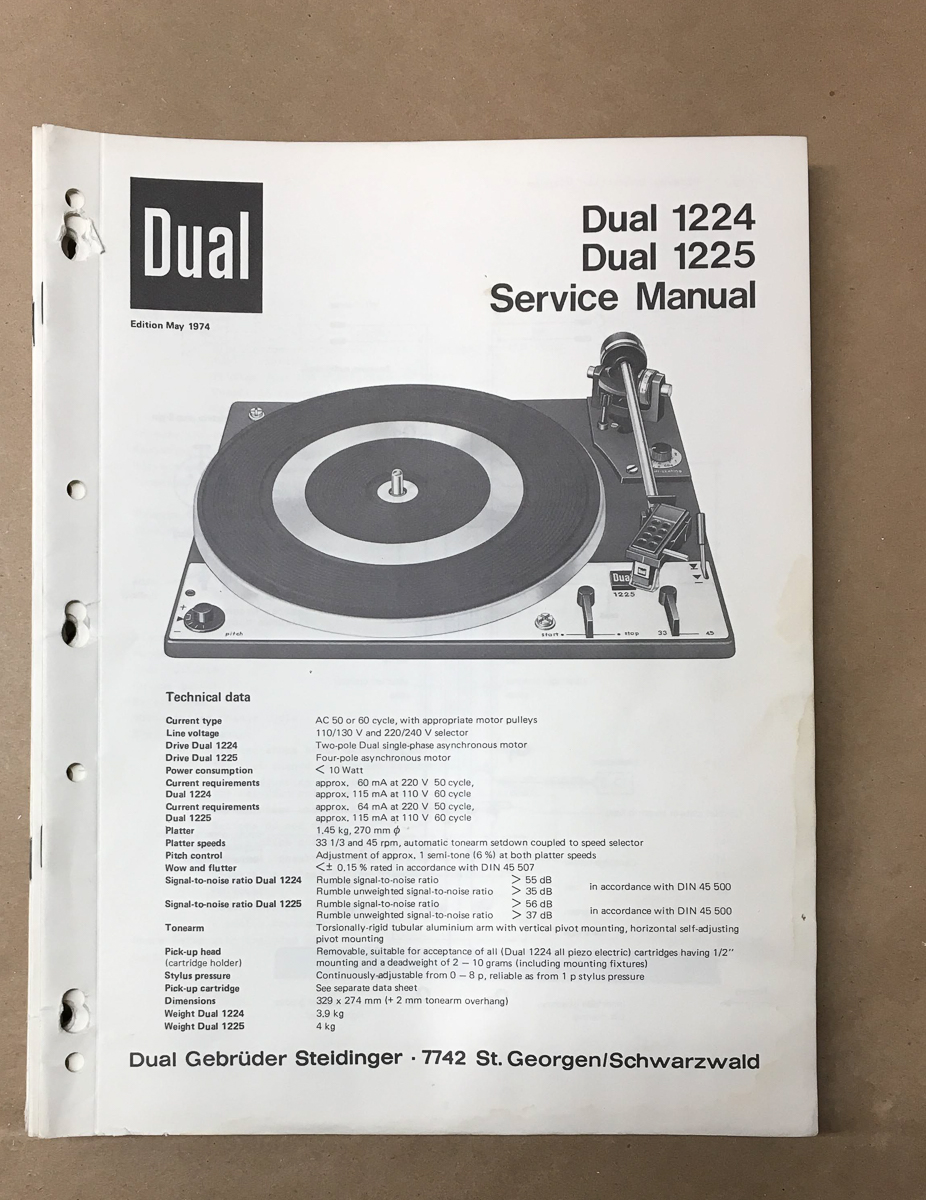 Dual
Dual 1224
Dual 1225
Service Manual
Edition May 1974
Dual
1225
pitch
start
stop
33
45
Technical data
Current type AC 50 or 60 cycle, with appropriate motor pulleys
Line voltage 110/130 V and 220/240 V selector
Drive Dual 1224 Two-pole Dual single-phase asynchronous motor
Drive Dual 1225 Four-pole asynchronous motor
Power consumption < 10 Watt
Current requirements approx. 60 mA at 220 V 50 cycle,
Dual 1224 approx. 115 mA at 110 V 60 cycle
Current requirements approx. 64 mA at 220 V 50 cycle,
Dual 1225 approx. 115 mA at 110 V 60 cycle
Platter 1.45 kg, 270 mm ϕ
Platter speeds 33 1/3 and 45 rpm, automatic tonearm setdown coupled to speed selector
Pitch control Adjustment of approx. 1 semi-tone (6 %) at both platter speeds
Wow and flutter <± 0.15 % rated in accordance with DIN 45 507
Signal-to-noise ratio Dual 1224 Rumble signal-to-noise ratio > 55 dB
Rumble unweighted signal-to-noise ratio > 35 dB in accordance with DIN 45 500
Signal-to-noise ratio Dual 1225 Rumble signal-to-noise ratio > 56 dB
Rumble unweighted signal-to-noise ratio > 37 dB in accordance with DIN 45 500
Tonearm Torsionally-rigid tubular aluminium arm with vertical pivot mounting, horizontal self-adjusting
pivot mounting
Pick-up head Removable, suitable for acceptance of all (Dual 1224 all piezo electric) cartridges having 1/2"
(cartridge holder) mounting and a deadweight of 2 – 10 grams (including mounting fixtures)
Stylus pressure Continuously-adjustable from 0 – 8 p, reliable as from 1 p stylus pressure
Pick-up cartridge See separate data sheet
Dimensions 329 x 274 mm (+ 2 mm tonearm overhang)
Weight Dual 1224 3.9 kg
Weight Dual 1225 4 kg
Dual Gebrüder Steidinger · 7742 St. Georgen/Schwarzwald